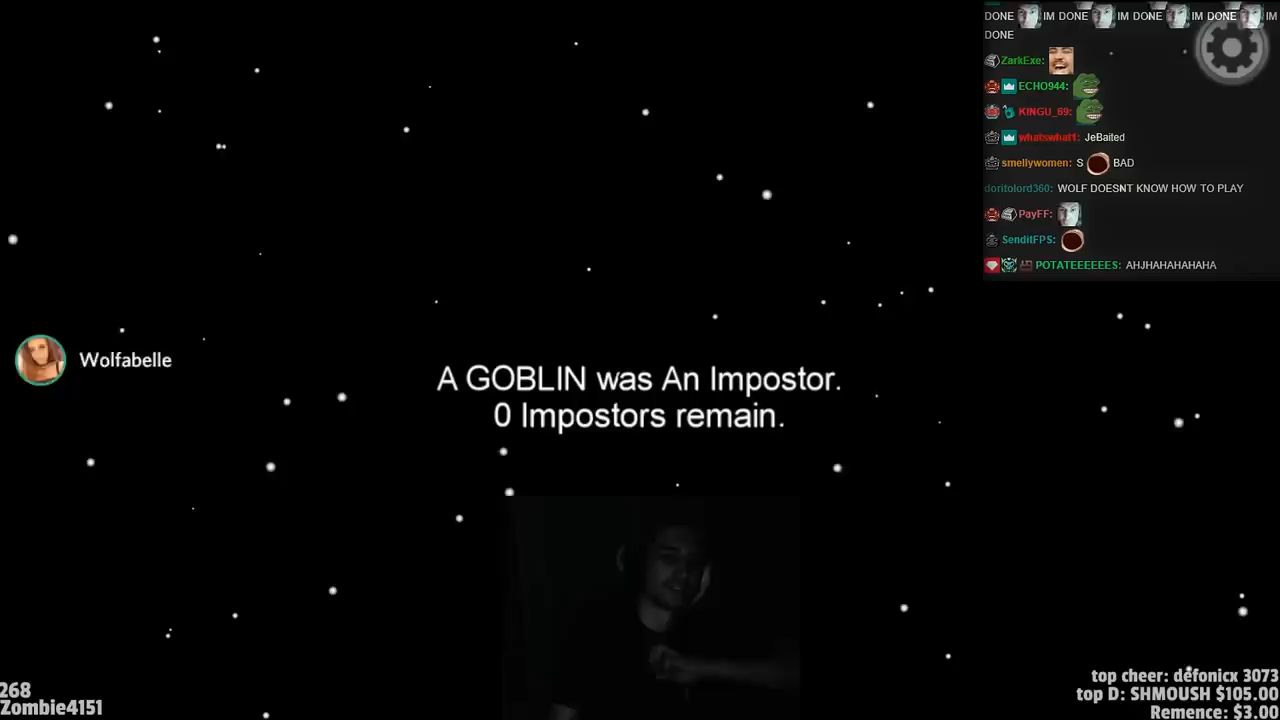 DONE IM DONE IM DONE IM DONE IM
DONE
ZarkExe:
ECHO944:
KINGU_69:
whatswhat1: JeBaited
smellywomen: S BAD
doritolord360: WOLF DOESNT KNOW HOW TO PLAY
PayFF:
SenditFPS:
POTATEEEEEES: AHJHAHAHAHAHA
Wolfabelle
A GOBLIN was An Impostor.
0 Impostors remain.
268
Zombie4151
top cheer: defonicx 3073
top D: SHMOUSH $105.00
Remence: $3.00